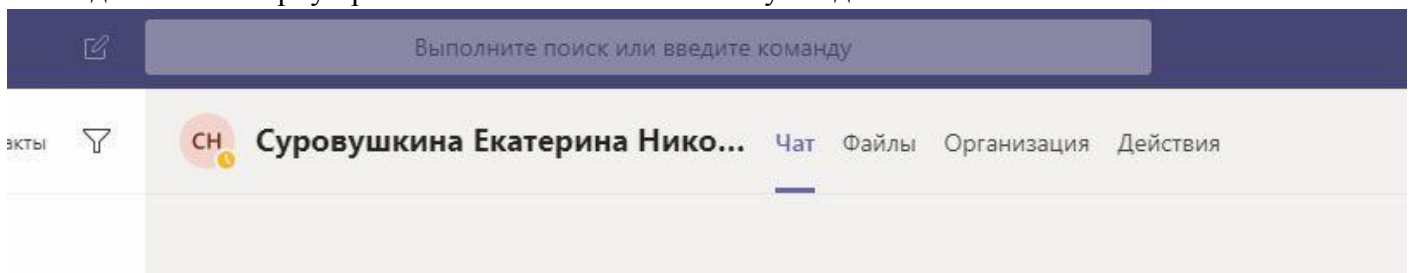 Выполните поиск или введите команду
акты
СН Суровушкина Екатерина Нико... Чат Файлы Организация Действия